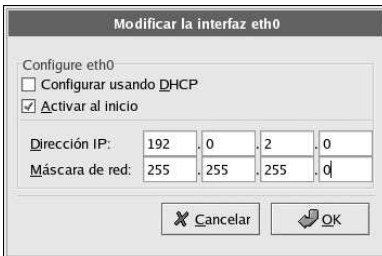 Modificar la interfaz eth0
Configure eth0
Configurar usando DHCP
Activar al inicio
Dirección IP: 192 . 0 . 2 . 0
Máscara de red: 255 . 255 . 255 . 0
Cancelar OK